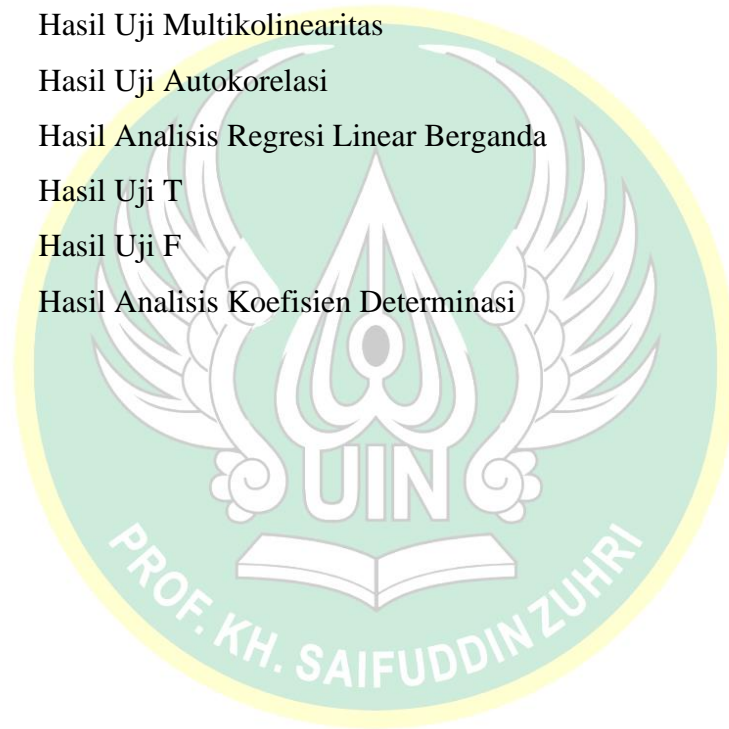 Hasil Uji Multikolinearitas
Hasil Uji Autokorelasi
Hasil Analisis Regresi Linear Berganda
Hasil Uji T
Hasil Uji F
Hasil Analisis Koefisien Determinasi
UIN
PROF. KH. SAIFUDDIN ZUHRI